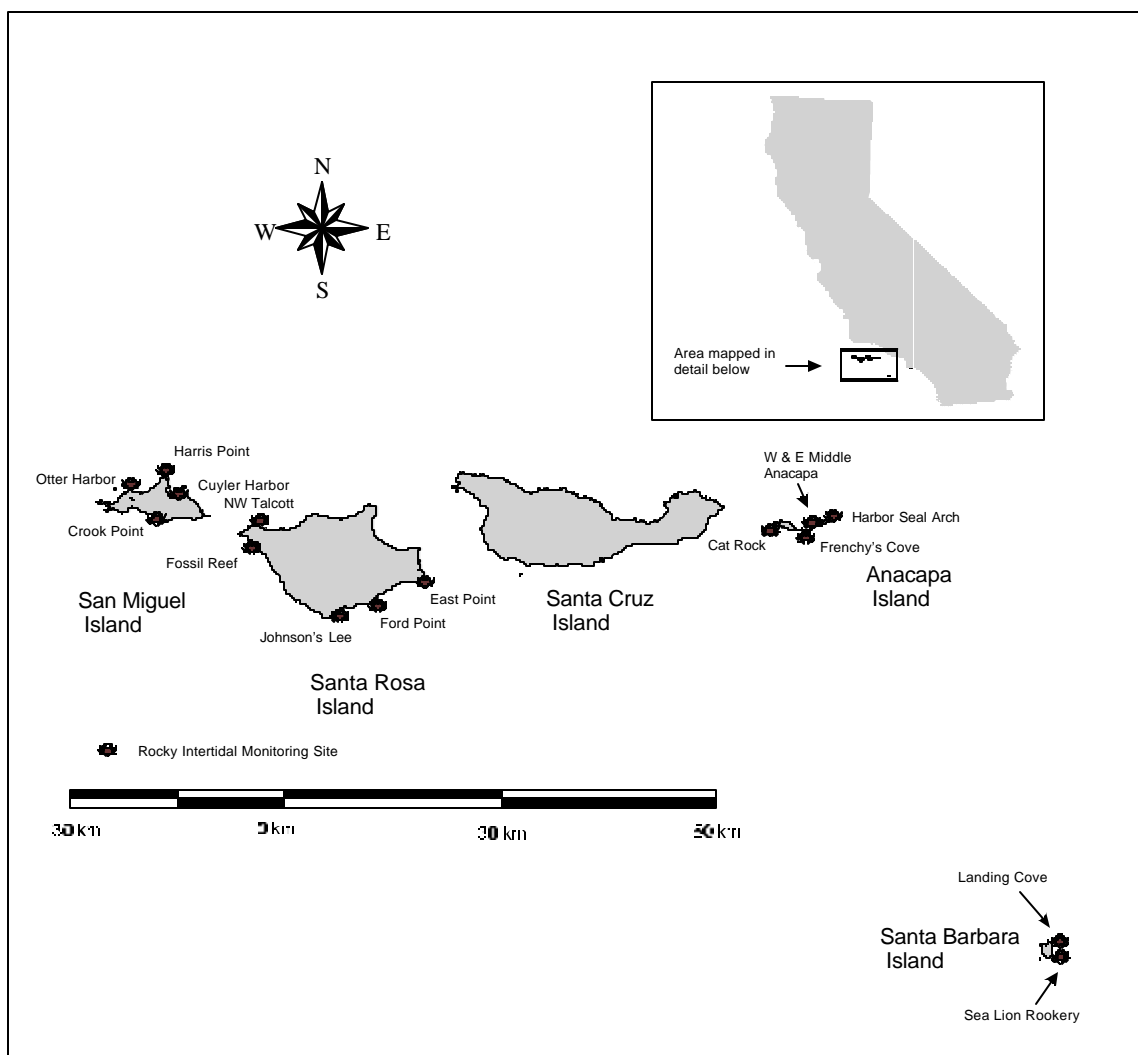 N
W
E
S
Area mapped in
detail below
Harris Point
Otter Harbor
Cuyler Harbor
NW Talcott
Crook Point
Fossil Reef
San Miguel
Island
East Point
Ford Point
Johnson's Lee
Santa Rosa
Island
Santa Cruz
Island
W & E Middle
Anacapa
Harbor Seal Arch
Cat Rock
Frenchy's Cove
Anacapa
Island
Rocky Intertidal Monitoring Site
30 km
0 km
30 km
Landing Cove
Santa Barbara
Island
Sea Lion Rookery